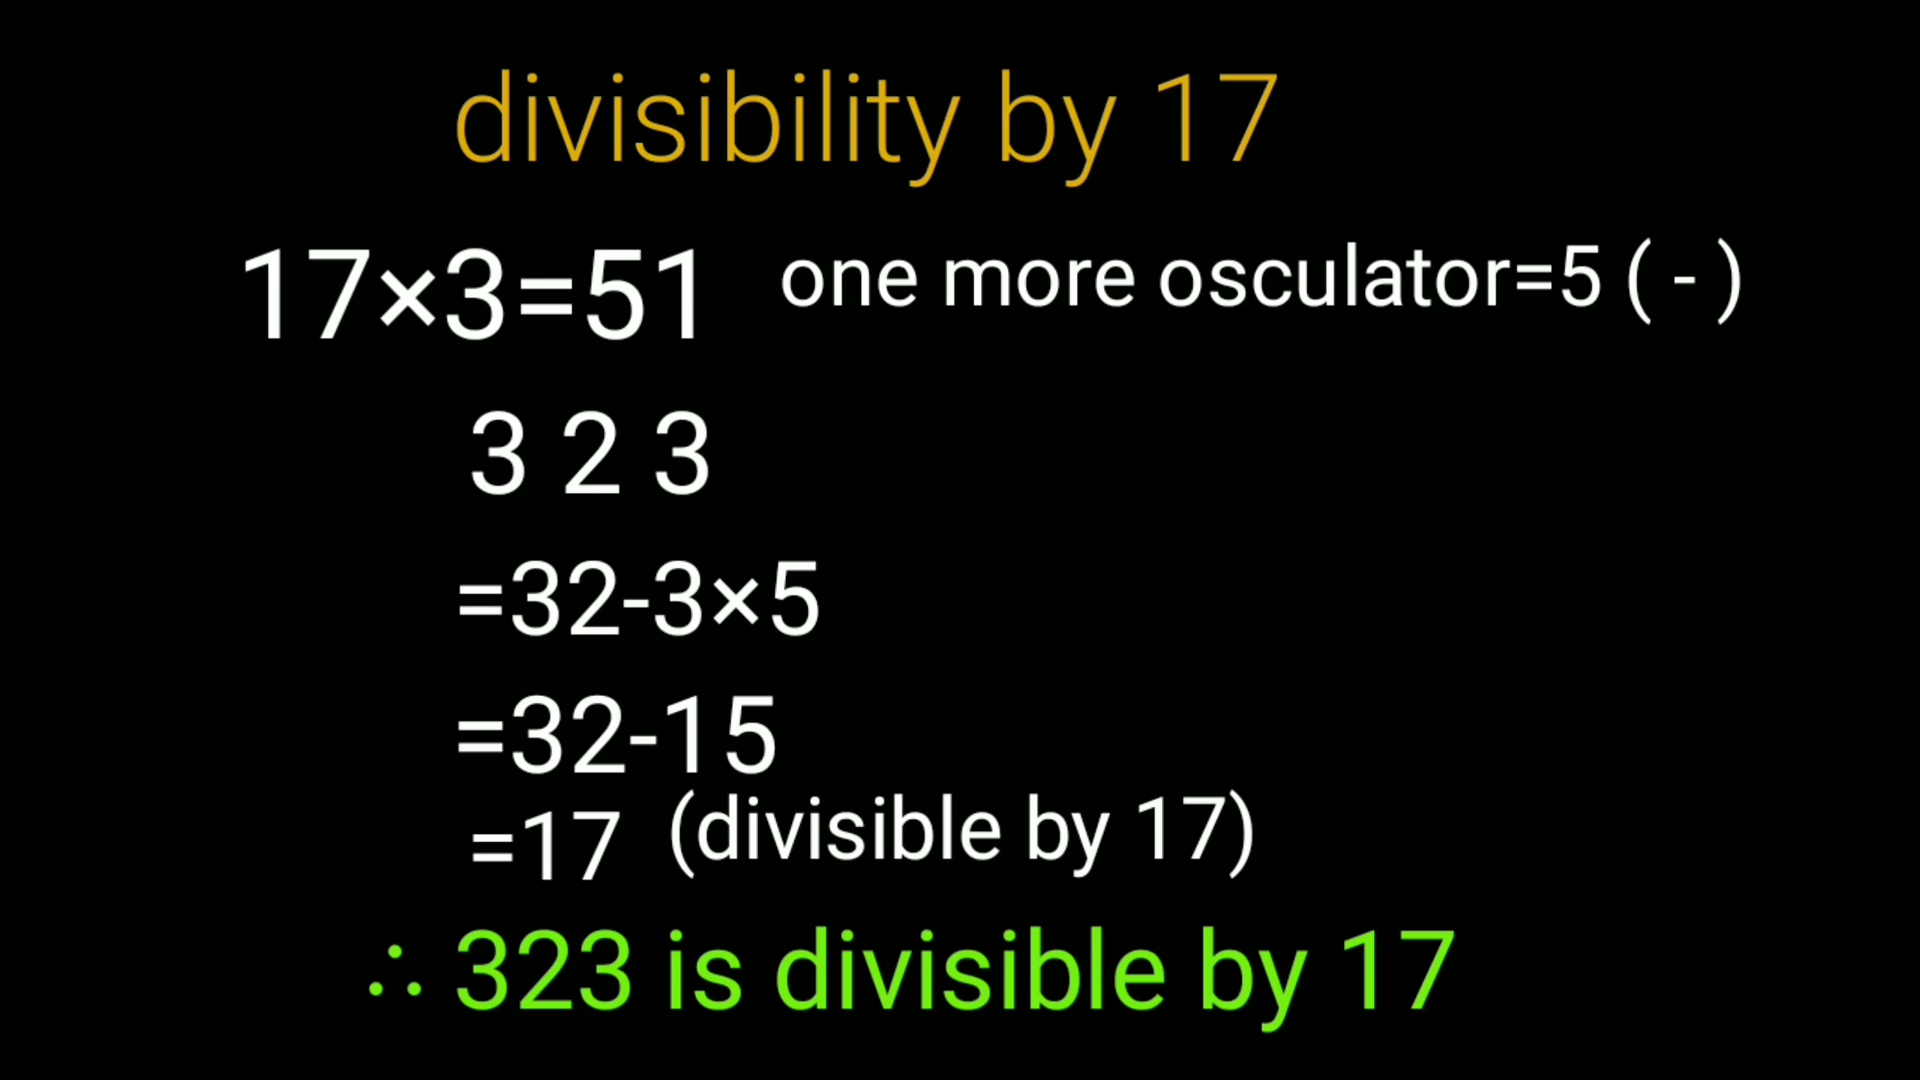 divisibility by 17
17×3=51 one more osculator=5 ( - )
3 2 3
=32-3×5
=32-15
=17 (divisible by 17)
∴ 323 is divisible by 17